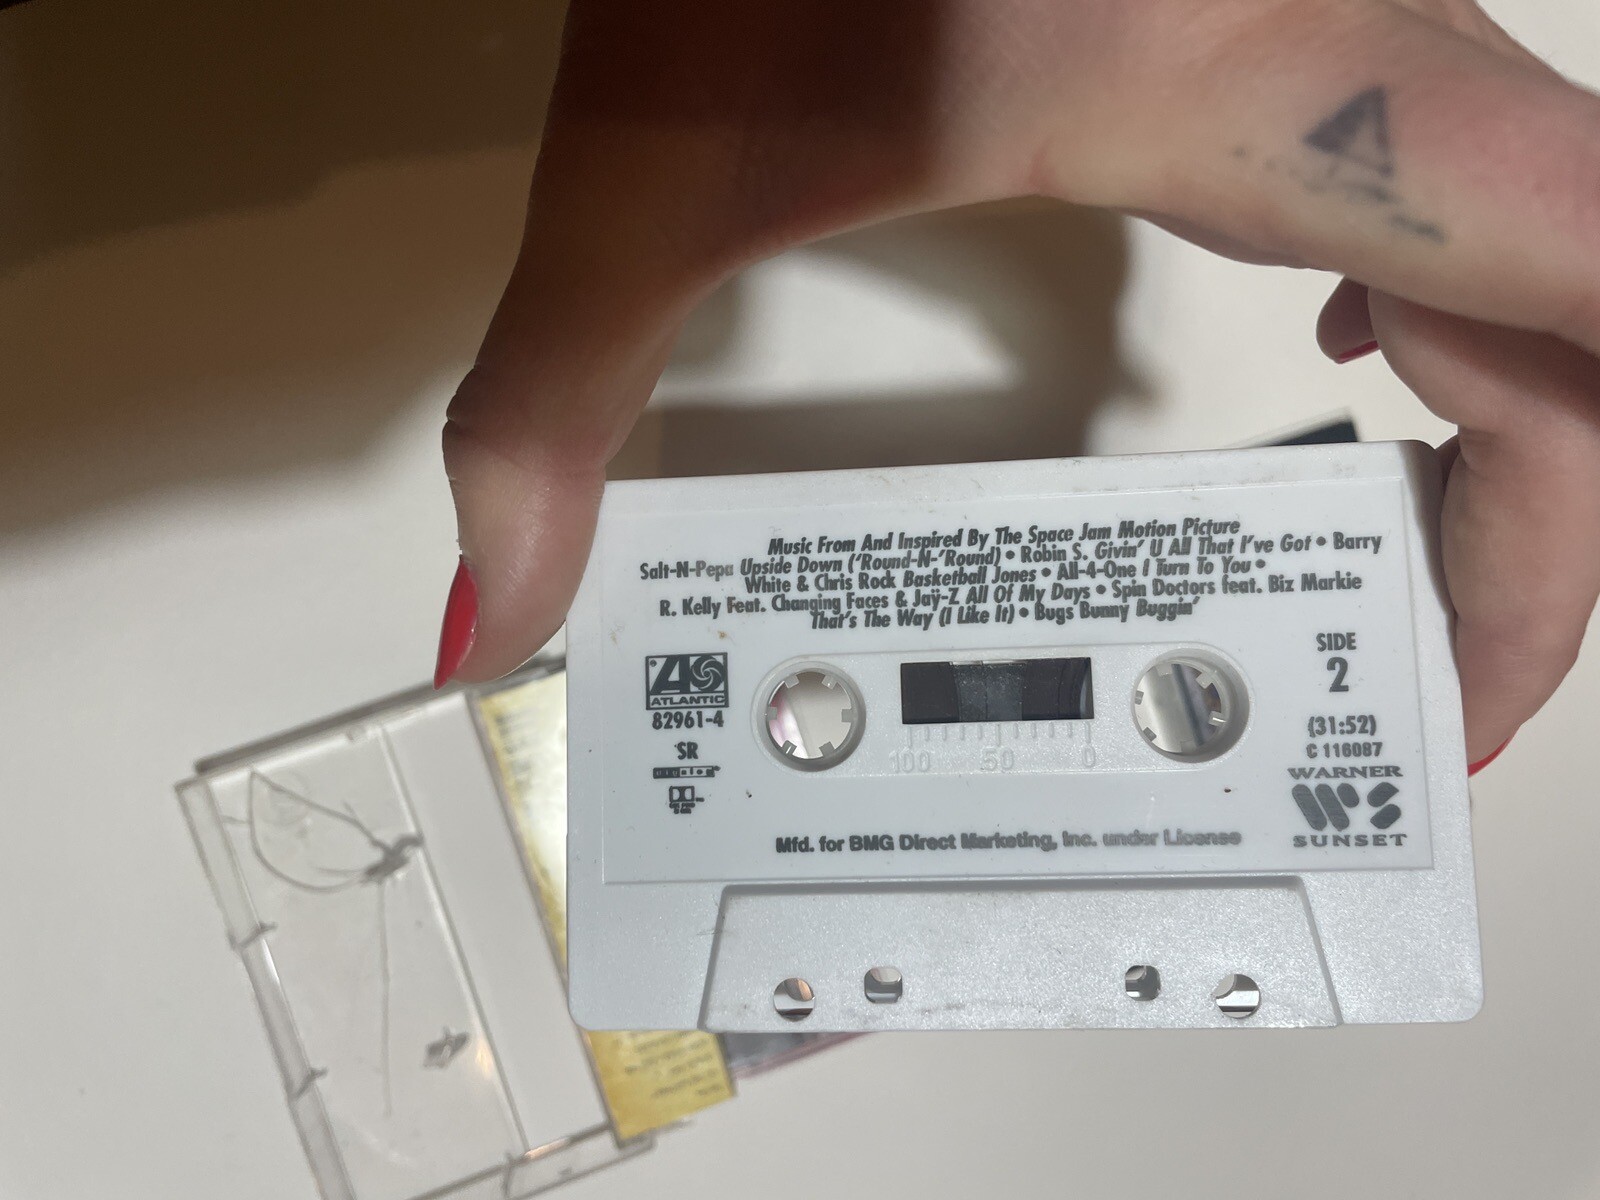 Music From And Inspired By The Space Jam Motion Picture
Salt-N-Pepa Upside Down ('Round-N-'Round) • Robin S. Givin' U All That I've Got • Barry
White & Chris Rock Basketball Jones • All-4-One I Turn To You •
R. Kelly Feat. Changing Faces & Jaÿ-Z All Of My Days • Spin Doctors feat. Biz Markie
That's The Way (I Like It) • Bugs Bunny Buggin'
ATLANTIC
82961-4
SR
SIDE
2
(31:52)
C 116087
WARNER
SUNSET
100 50 0
Mfd. for BMG Direct Marketing, Inc. under License